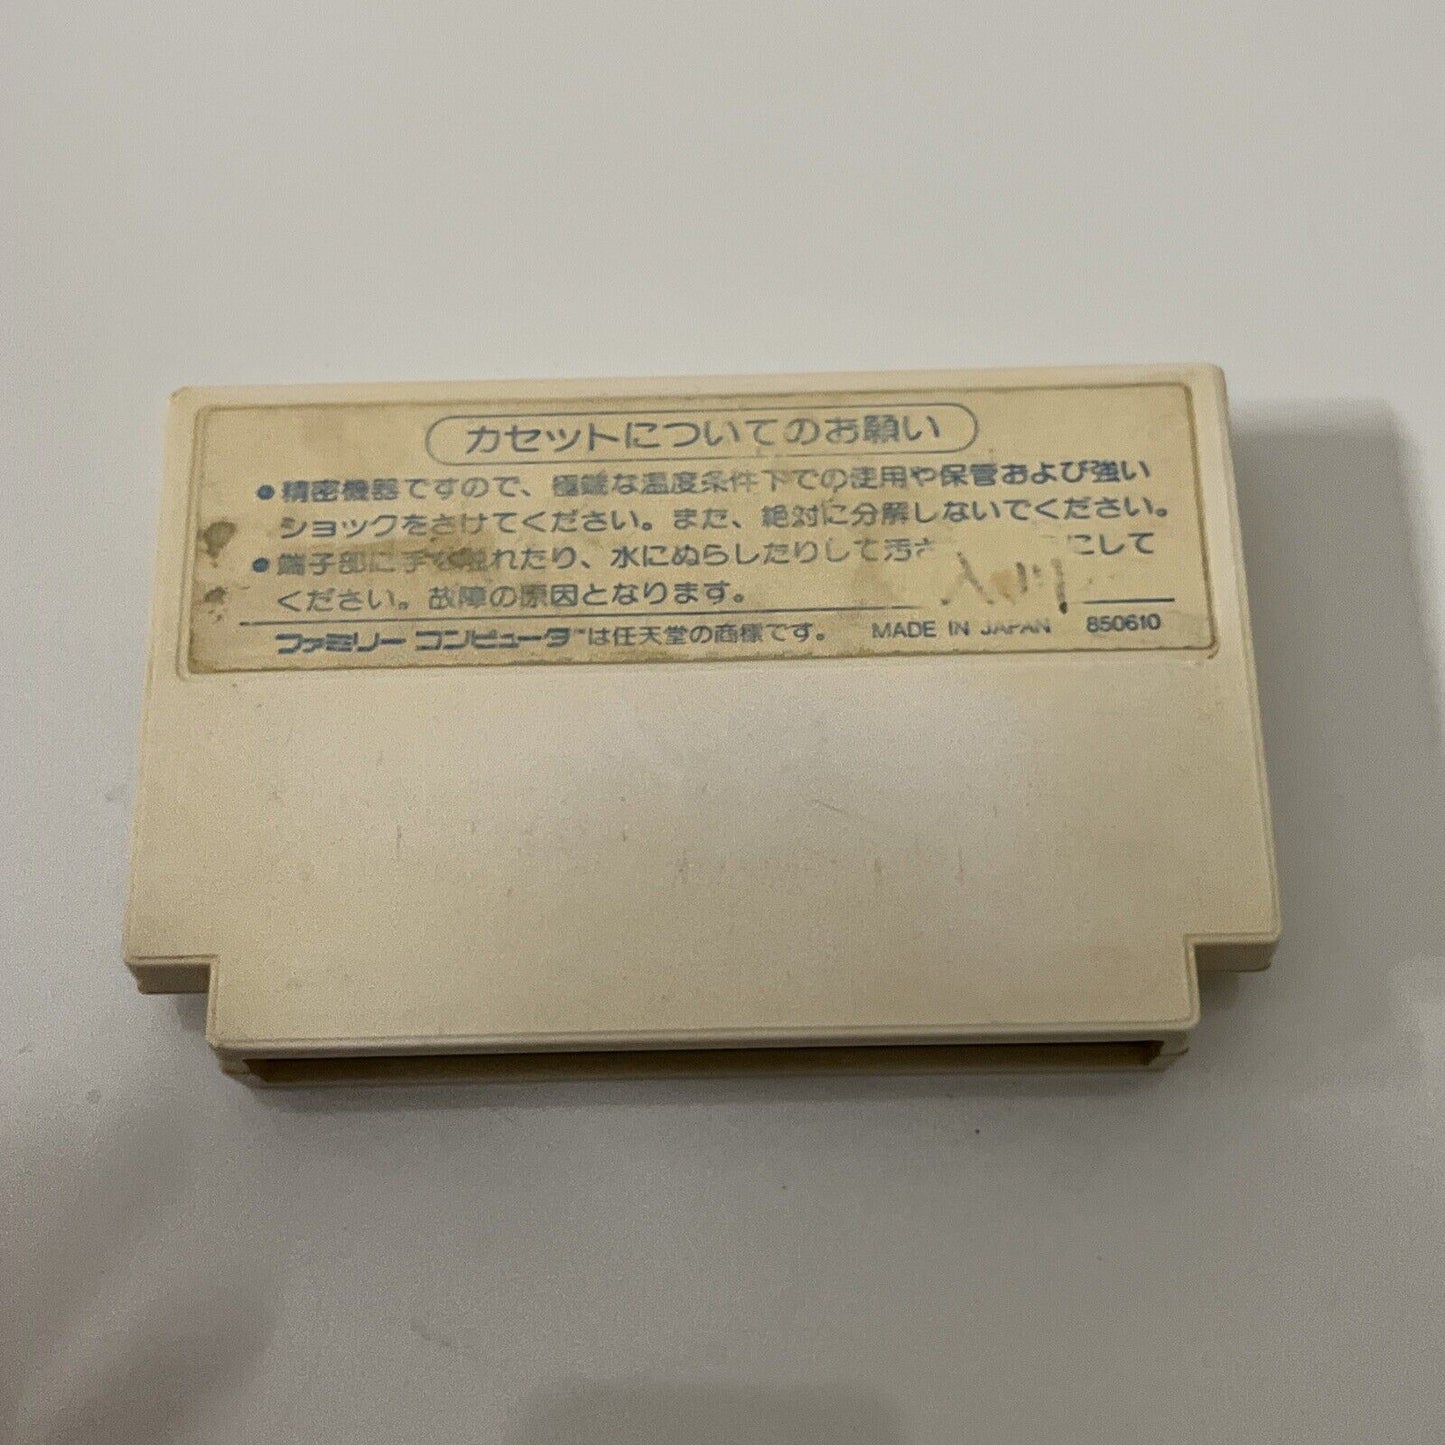 カセットについてのお願い
●精密機器ですので、極端な温度条件下での使用や保管および強い
ショックをさけてください。また、絶対に分解しないでください。
●端子部に手を触れたり、水にぬらしたりして汚さ にして
ください。故障の原因となります。
ファミリー コンピュータ™は任天堂の商標です。 MADE IN JAPAN 850610